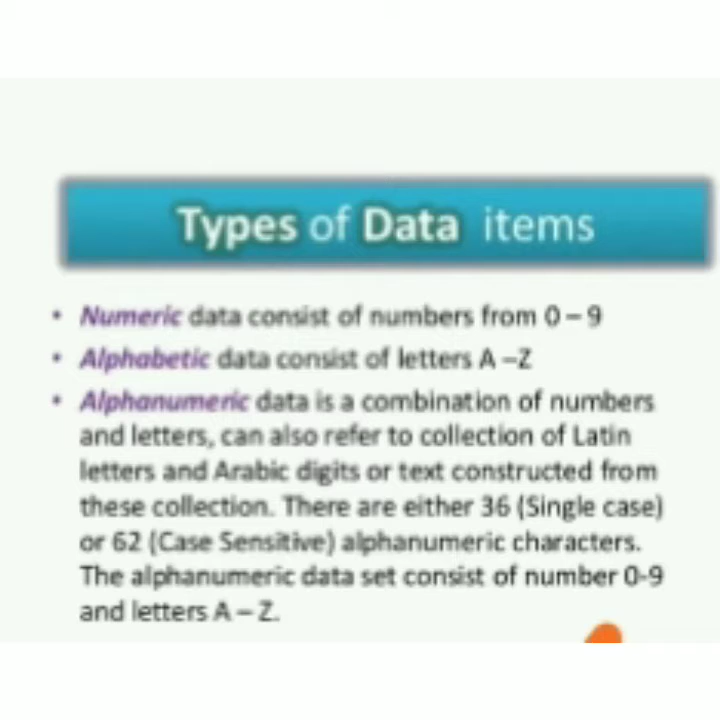 Types of Data items
• Numeric data consist of numbers from 0 – 9
• Alphabetic data consist of letters A –Z
• Alphanumeric data is a combination of numbers
and letters, can also refer to collection of Latin
letters and Arabic digits or text constructed from
these collection. There are either 36 (Single case)
or 62 (Case Sensitive) alphanumeric characters.
The alphanumeric data set consist of number 0-9
and letters A – Z.